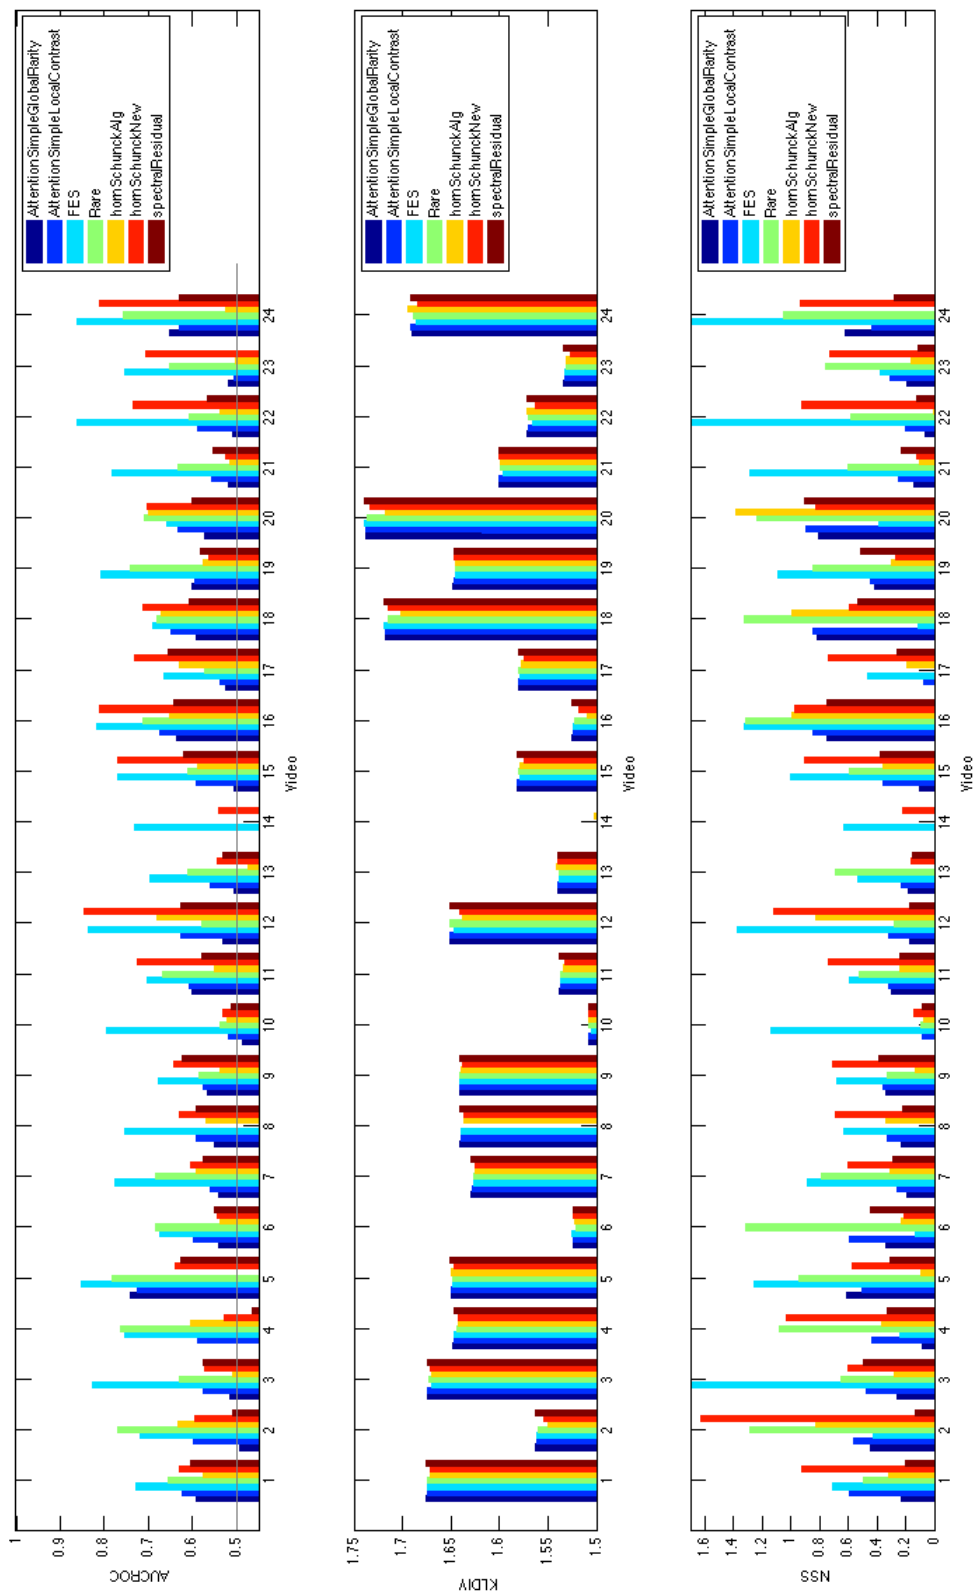 AUCROC
1
0.9
0.8
0.7
0.6
0.5
1 2 3 4 5 6 7 8 9 10 11 12 13 14 15 16 17 18 19 20 21 22 23 24
Video
AttentionSimpleGlobalRarity
AttentionSimpleLocalContrast
FES
Rare
hornSchunckAlg
hornSchunckNew
spectralResidual
KLDIV
1.75
1.7
1.65
1.6
1.55
1.5
1 2 3 4 5 6 7 8 9 10 11 12 13 14 15 16 17 18 19 20 21 22 23 24
Video
AttentionSimpleGlobalRarity
AttentionSimpleLocalContrast
FES
Rare
hornSchunckAlg
hornSchunckNew
spectralResidual
NSS
1.6
1.4
1.2
1
0.8
0.6
0.4
0.2
0
1 2 3 4 5 6 7 8 9 10 11 12 13 14 15 16 17 18 19 20 21 22 23 24
Video
AttentionSimpleGlobalRarity
AttentionSimpleLocalContrast
FES
Rare
hornSchunckAlg
hornSchunckNew
spectralResidual